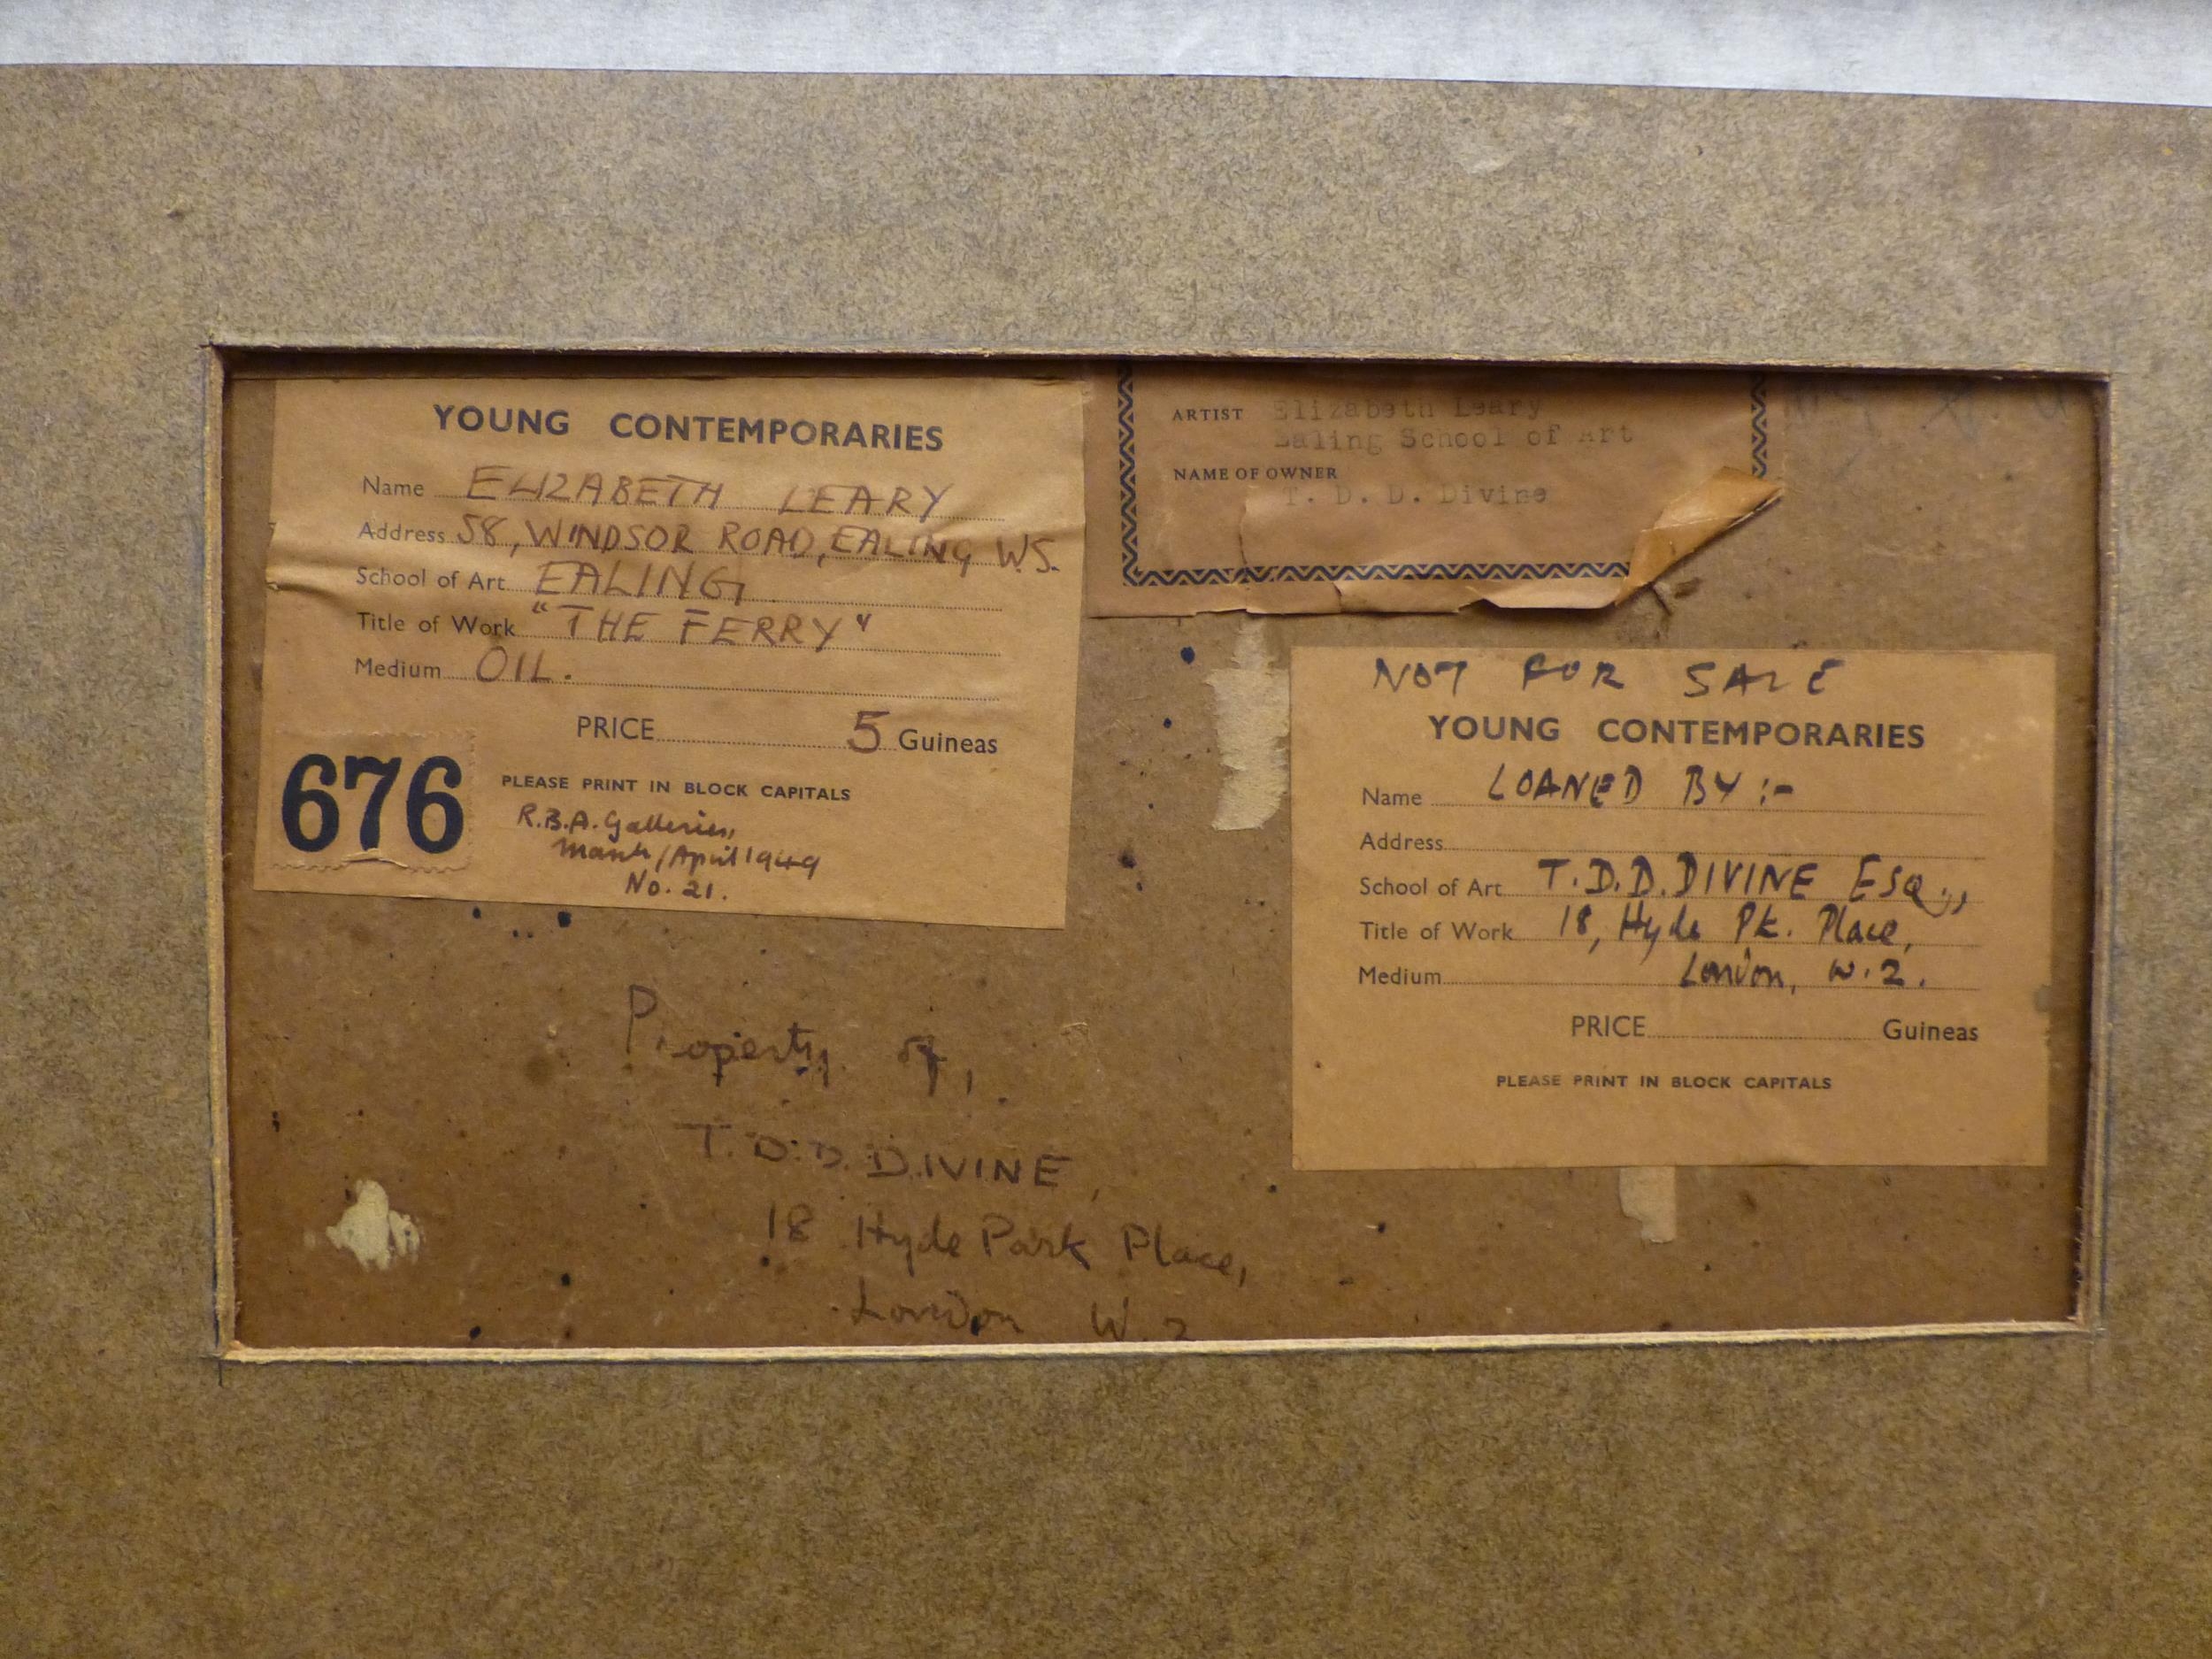 YOUNG CONTEMPORARIES
Name ELIZABETH LEARY
Address 58, WINDSOR ROAD, EALING W5.
School of Art EALING
Title of Work "THE FERRY"
Medium OIL.
PRICE 5 Guineas
676
PLEASE PRINT IN BLOCK CAPITALS
R.B.A. Galleries,
March/April 1949
No. 21.
ARTIST Elizabeth Leary
Ealing School of Art
NAME OF OWNER
T. D. D. Divine
NOT FOR SALE
YOUNG CONTEMPORARIES
Name LOANED BY :-
Address
School of Art T.D.D. DIVINE ESQ.,
Title of Work 18, Hyde Pk. Place,
Medium London, W.2.
PRICE Guineas
PLEASE PRINT IN BLOCK CAPITALS
Property of,
T.D.D. DIVINE,
18 Hyde Park Place,
London W.2